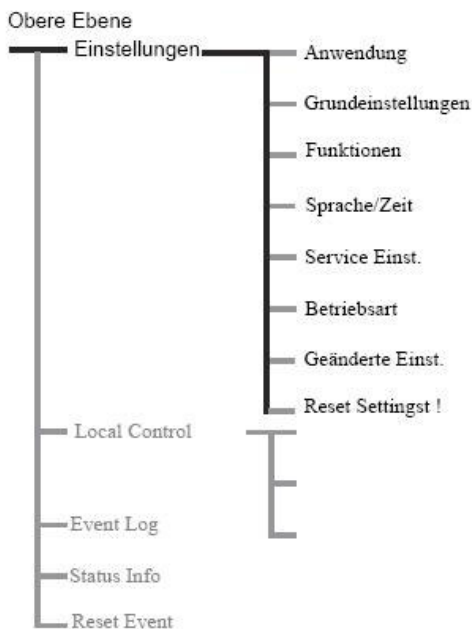 Obere Ebene
Einstellungen
Anwendung
Grundeinstellungen
Funktionen
Sprache/Zeit
Service Einst.
Betriebsart
Geänderte Einst.
Reset Settingst !
Local Control
Event Log
Status Info
Reset Event